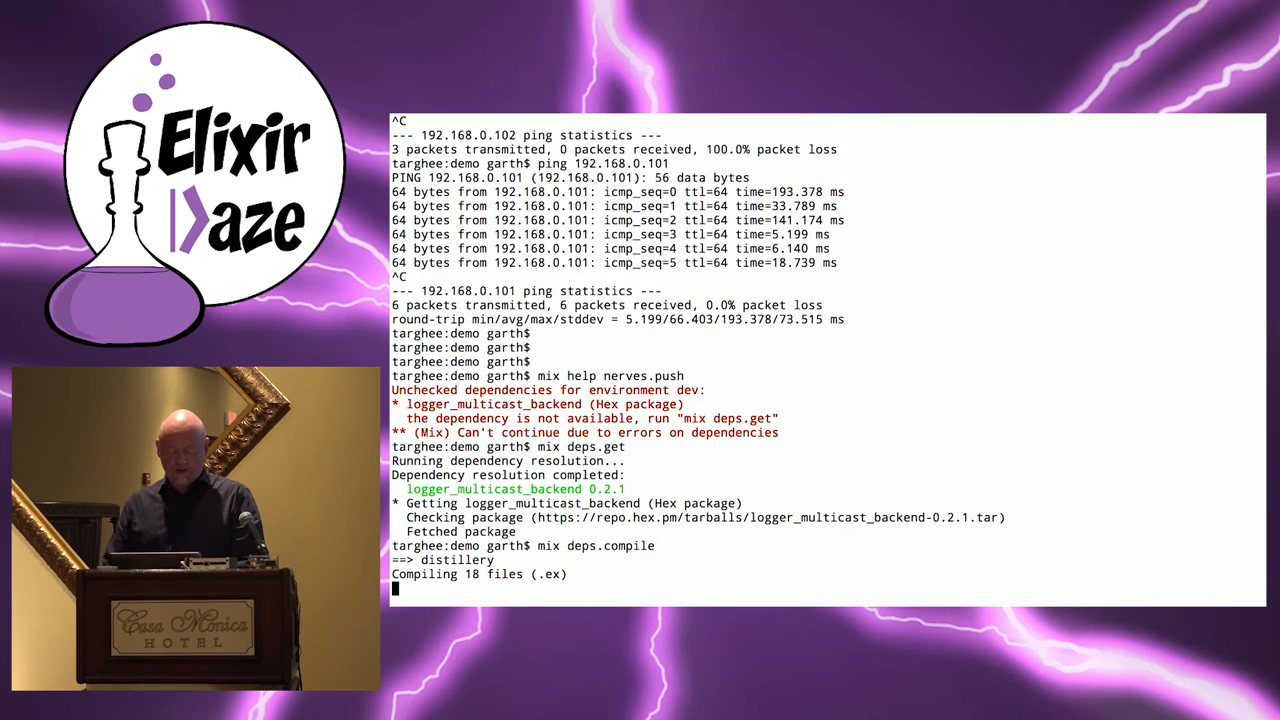 Elixir
Daze
^C
--- 192.168.0.102 ping statistics ---
3 packets transmitted, 0 packets received, 100.0% packet loss
targhee:demo garth$ ping 192.168.0.101
PING 192.168.0.101 (192.168.0.101): 56 data bytes
64 bytes from 192.168.0.101: icmp_seq=0 ttl=64 time=193.378 ms
64 bytes from 192.168.0.101: icmp_seq=1 ttl=64 time=33.789 ms
64 bytes from 192.168.0.101: icmp_seq=2 ttl=64 time=141.174 ms
64 bytes from 192.168.0.101: icmp_seq=3 ttl=64 time=5.199 ms
64 bytes from 192.168.0.101: icmp_seq=4 ttl=64 time=6.140 ms
64 bytes from 192.168.0.101: icmp_seq=5 ttl=64 time=18.739 ms
^C
--- 192.168.0.101 ping statistics ---
6 packets transmitted, 6 packets received, 0.0% packet loss
round-trip min/avg/max/stddev = 5.199/66.403/193.378/73.515 ms
targhee:demo garth$
targhee:demo garth$
targhee:demo garth$
targhee:demo garth$ mix help nerves.push
Unchecked dependencies for environment dev:
* logger_multicast_backend (Hex package)
  the dependency is not available, run "mix deps.get"
** (Mix) Can't continue due to errors on dependencies
targhee:demo garth$ mix deps.get
Running dependency resolution...
Dependency resolution completed:
  logger_multicast_backend 0.2.1
* Getting logger_multicast_backend (Hex package)
  Checking package (https://repo.hex.pm/tarballs/logger_multicast_backend-0.2.1.tar)
  Fetched package
targhee:demo garth$ mix deps.compile
==> distillery
Compiling 18 files (.ex)
Casa Monica
HOTEL